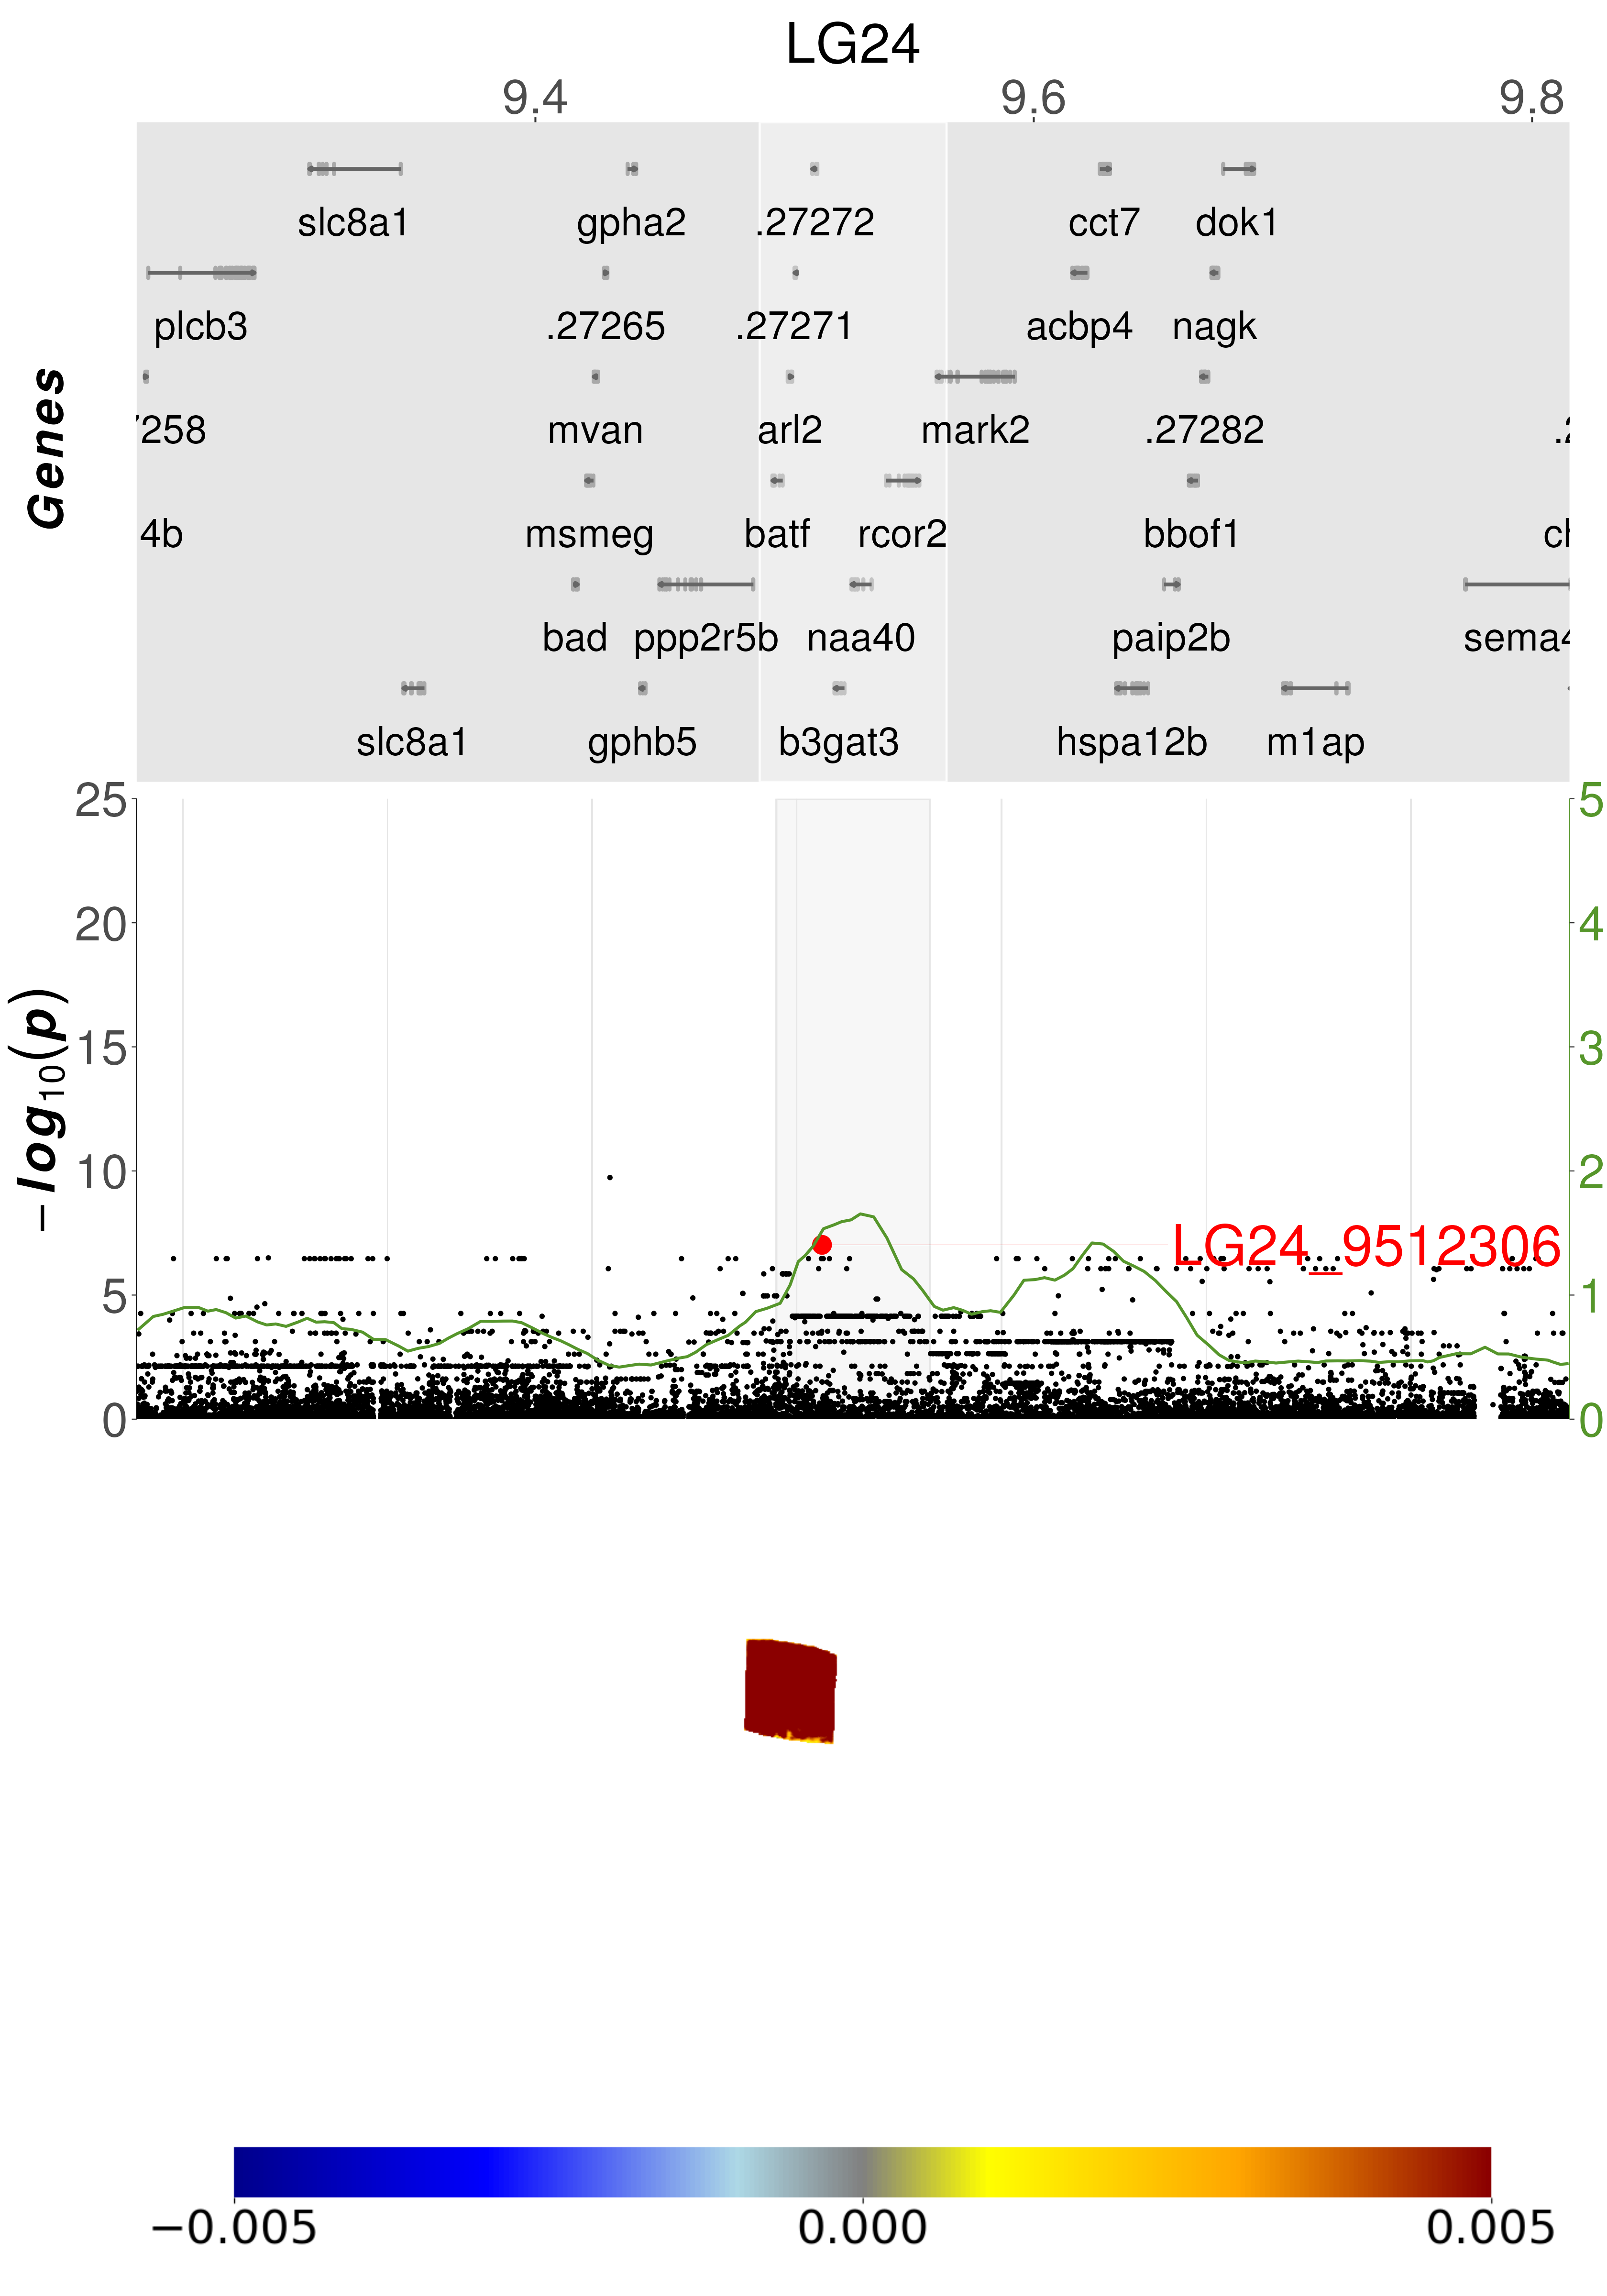 LG24
9.4 9.6 9.8
Genes
slc8a1 gpha2 .27272 cct7 dok1
plcb3 .27265 .27271 acbp4 nagk
258 mvan arl2 mark2 .27282
4b msmeg batf rcor2 bbof1
bad ppp2r5b naa40 paip2b sema4
slc8a1 gphb5 b3gat3 hspa12b m1ap
25 5
20 4
15 3
10 2
5 1
0 0
−log10(p)
LG24_9512306
−0.005 0.000 0.005